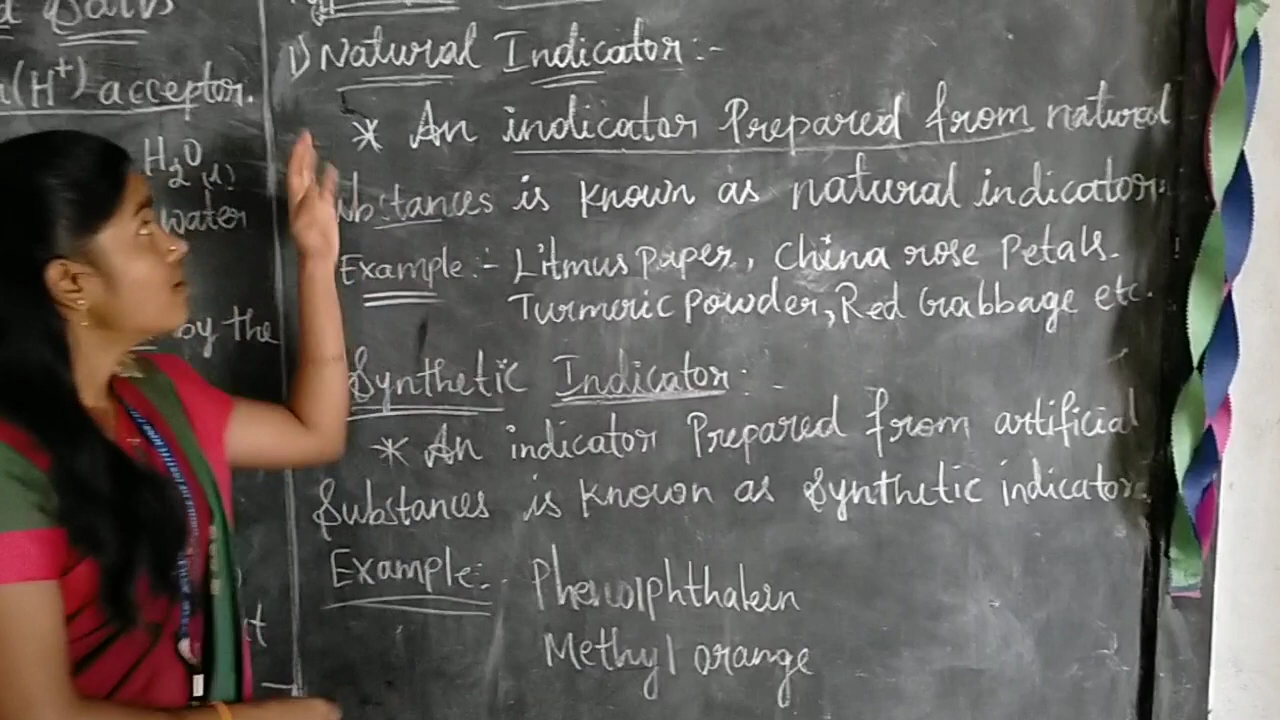 (H⁺) acceptor.
H₂O(l)
water
by the
1) Natural Indicator:-
* An indicator Prepared from natural
ubstances is known as natural indicator.
Example:- Litmus paper, China rose Petals.
Turmeric Powder, Red Grabbage etc.
Synthetic Indicator:-
* An indicator Prepared from artificial
Substances is known as Synthetic indicator.
Example:- Phenolphthalein
Methyl orange